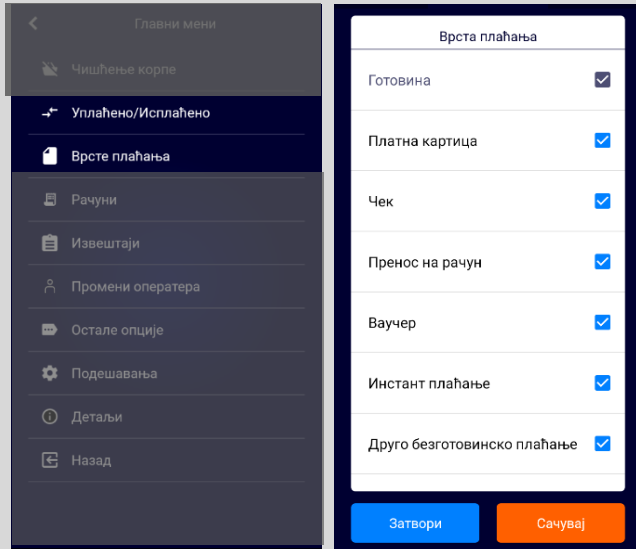 Главни мени
Чишћење корпе
Уплаћено/Исплаћено
Врсте плаћања
Рачуни
Извештаји
Промени оператера
Остале опције
Подешавања
Детаљи
Назад
Врста плаћања
Готовина
Платна картица
Чек
Пренос на рачун
Ваучер
Инстант плаћање
Друго безготовинско плаћање
Затвори
Сачувај